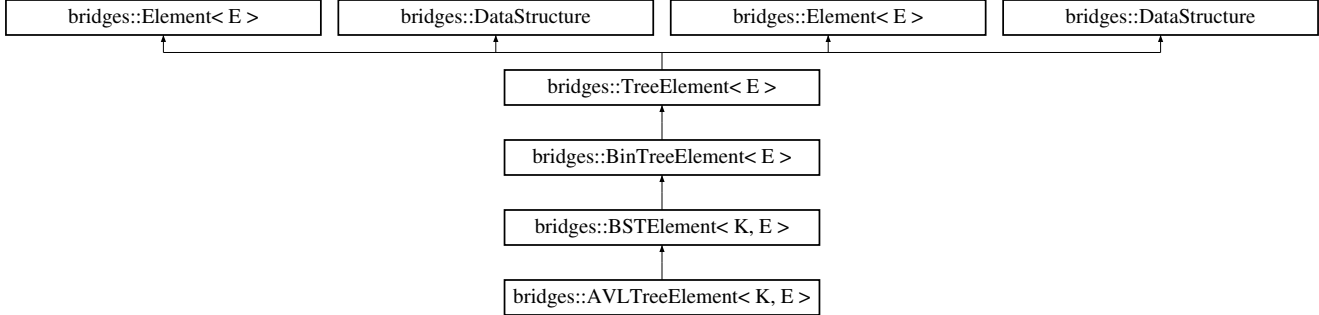 bridges::Element< E >
bridges::DataStructure
bridges::Element< E >
bridges::DataStructure
bridges::TreeElement< E >
bridges::BinTreeElement< E >
bridges::BSTElement< K, E >
bridges::AVLTreeElement< K, E >